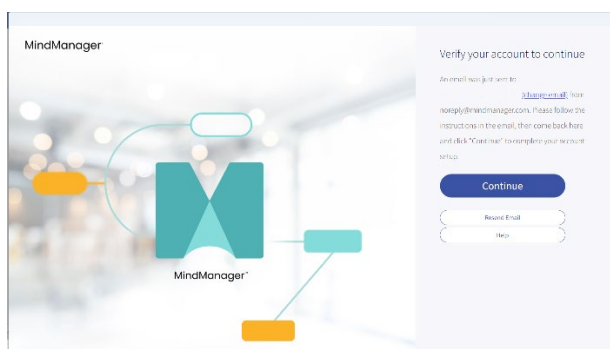 MindManager
MindManager™
Verify your account to continue
An email was just sent to
(change email) from
noreply@mindmanager.com. Please follow the
instructions in the email, then come back here
and click "Continue" to complete your account
setup.
Continue
Resend Email
Help